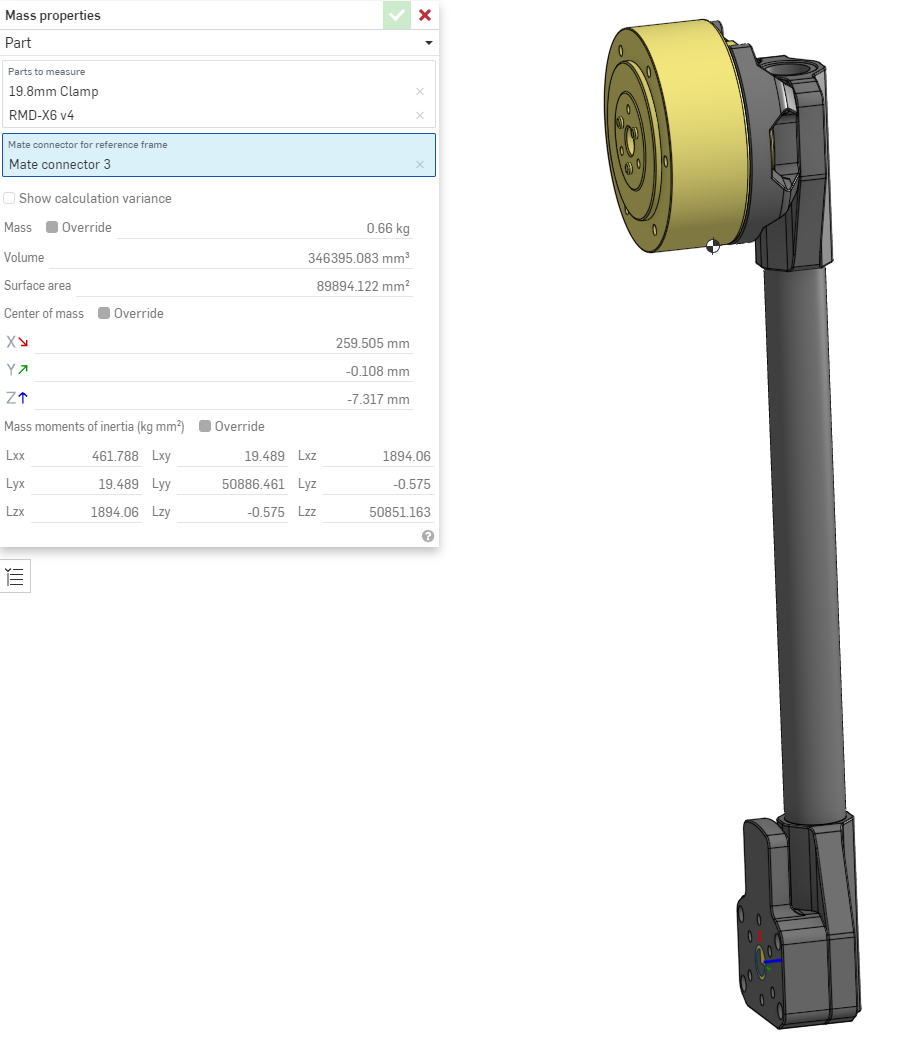 Mass properties
Part
Parts to measure
19.8mm Clamp
RMD-X6 v4
Mate connector for reference frame
Mate connector 3
Show calculation variance
Mass Override 0.66 kg
Volume 346395.083 mm³
Surface area 89894.122 mm²
Center of mass Override
X 259.505 mm
Y -0.108 mm
Z -7.317 mm
Mass moments of inertia (kg mm²) Override
Lxx 461.788 Lxy 19.489 Lxz 1894.06
Lyx 19.489 Lyy 50886.461 Lyz -0.575
Lzx 1894.06 Lzy -0.575 Lzz 50851.163